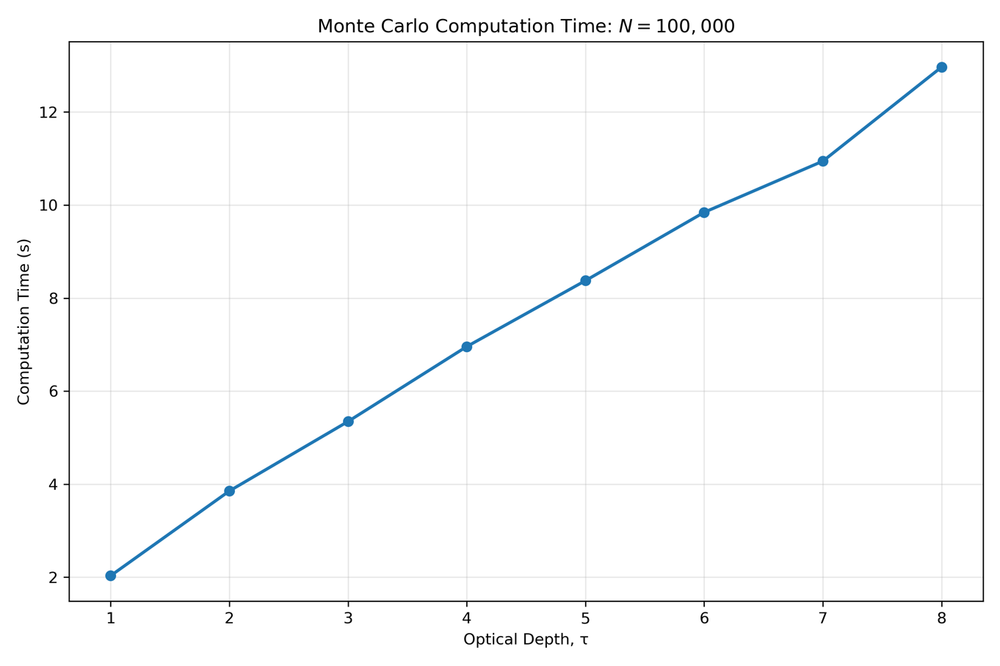 Monte Carlo Computation Time: N = 100,000
Computation Time (s)
12
10
8
6
4
2
1 2 3 4 5 6 7 8
Optical Depth, τ